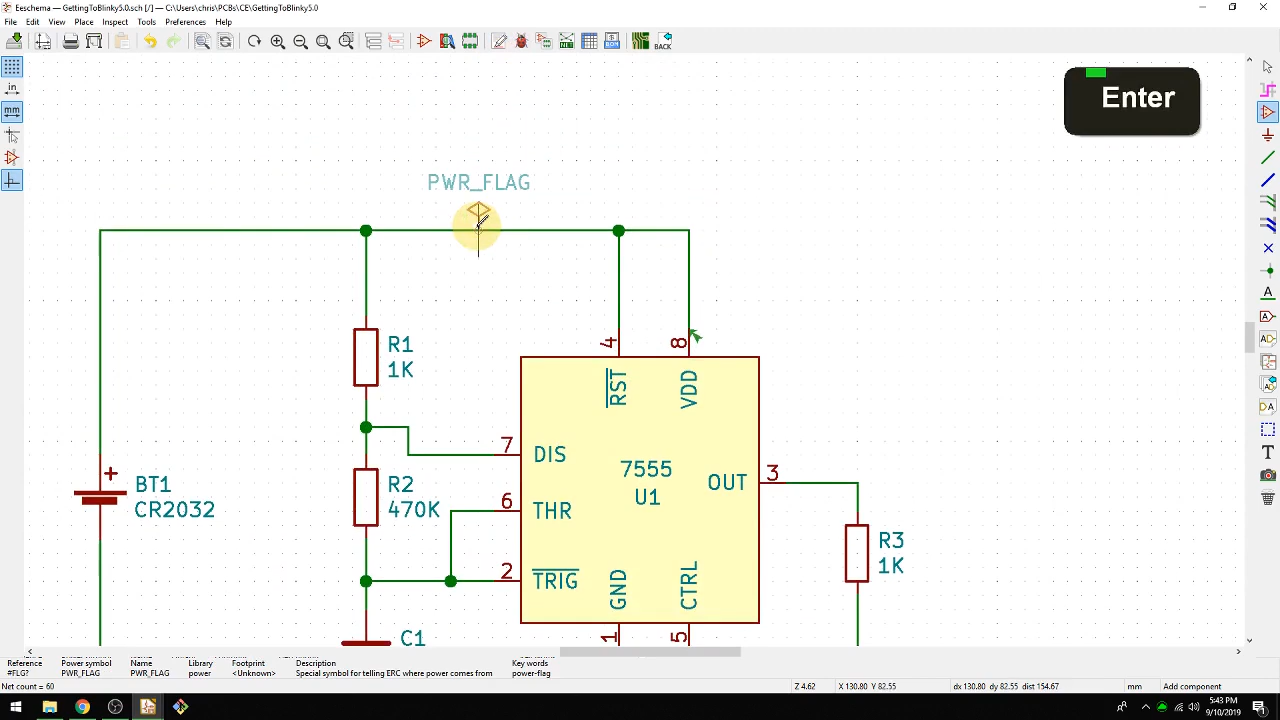 Eeschema — GettingToBlinky5.0.sch [/] — C:\Users\chris\PCBs\CE\GettingToBlinky5.0
File Edit View Place Inspect Tools Preferences Help
BACK
in
mm
Enter
PWR_FLAG
4
8
R1
1K
RST
VDD
7
DIS
BT1
CR2032
R2
470K
7555
U1
OUT
3
6
THR
R3
1K
2
TRIG
GND
CTRL
C1
1
5
Reference Power symbol Name Library Footprint Description Key words
#FLG? PWR_FLAG PWR_FLAG power <Unknown> Special symbol for telling ERC where power comes from power-flag
Net count = 60 Z 4.62 X 130.80 Y 82.55 dx 130.80 dy 82.55 dist 154.67 mm Add component
5:43 PM
9/10/2019